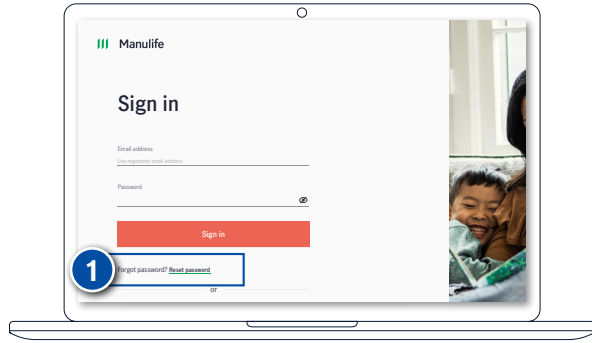 Manulife
Sign in
Email address
Use registered email address
Password
Sign in
1
Forgot password? Reset password
or